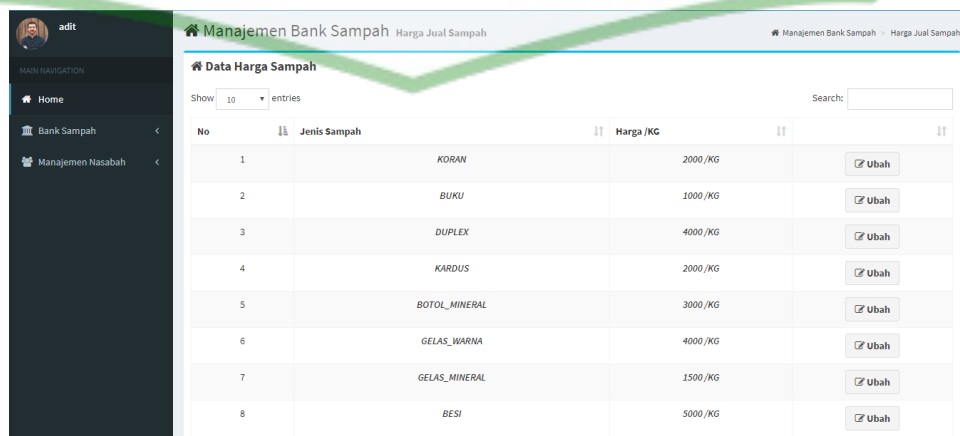 adit
MAIN NAVIGATION
Home
Bank Sampah
Manajemen Nasabah
Manajemen Bank Sampah Harga Jual Sampah
Manajemen Bank Sampah > Harga Jual Sampah
Data Harga Sampah
Show 10 entries
Search:
No Jenis Sampah Harga /KG
1 KORAN 2000/KG Ubah
2 BUKU 1000/KG Ubah
3 DUPLEX 4000/KG Ubah
4 KARDUS 2000/KG Ubah
5 BOTOL_MINERAL 3000/KG Ubah
6 GELAS_WARNA 4000/KG Ubah
7 GELAS_MINERAL 1500/KG Ubah
8 BESI 5000/KG Ubah